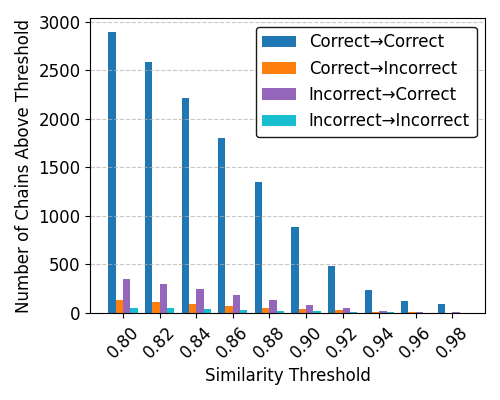 Number of Chains Above Threshold
3000
2500
2000
1500
1000
500
0
Correct→Correct
Correct→Incorrect
Incorrect→Correct
Incorrect→Incorrect
0.80 0.82 0.84 0.86 0.88 0.90 0.92 0.94 0.96 0.98
Similarity Threshold